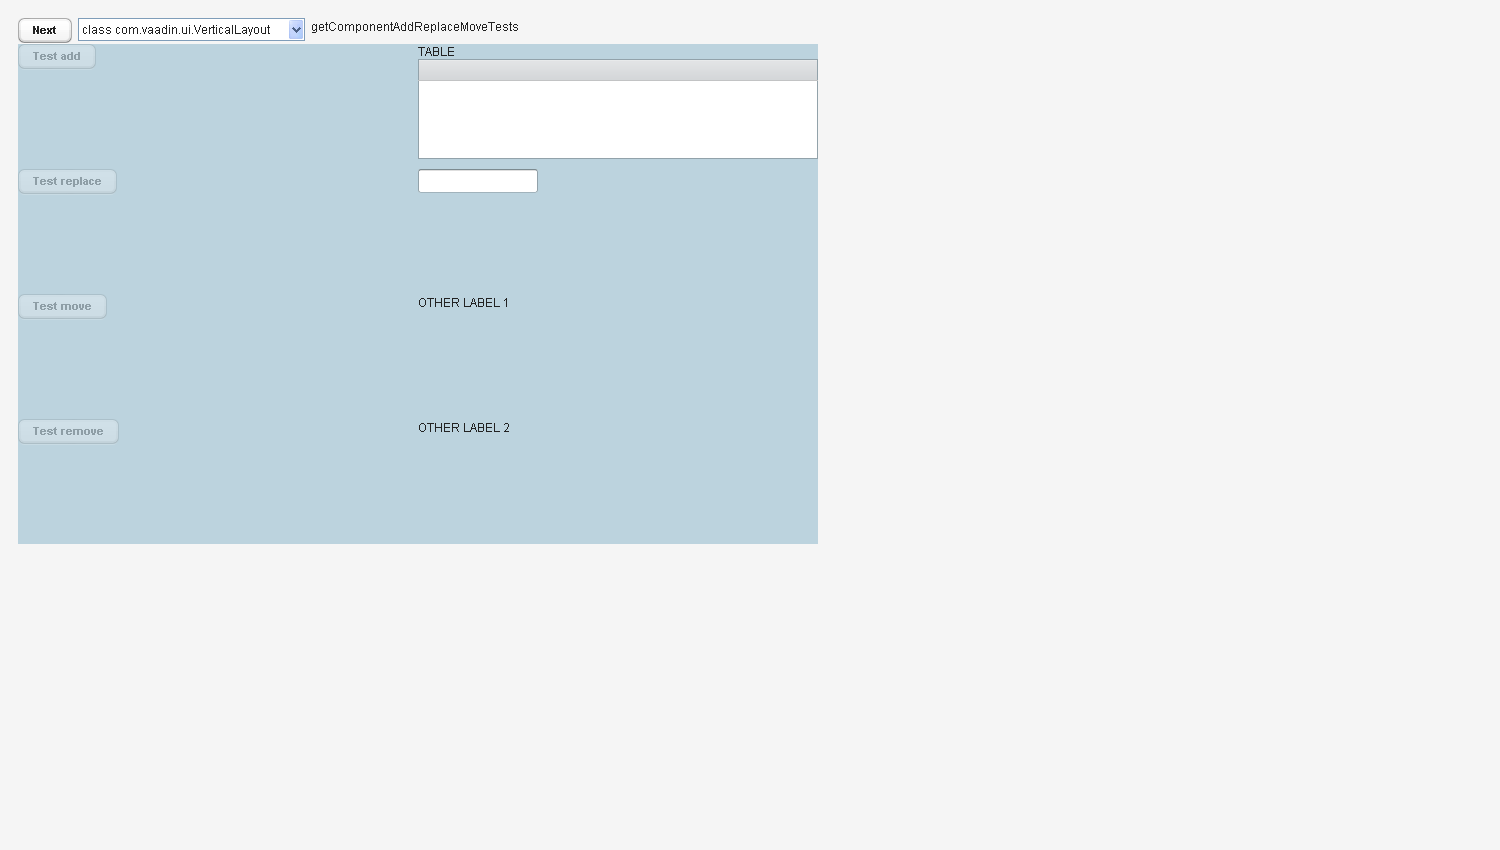 Next
class com.vaadin.ui.VerticalLayout
getComponentAddReplaceMoveTests
Test add
TABLE
Test replace
Test move
OTHER LABEL 1
Test remove
OTHER LABEL 2